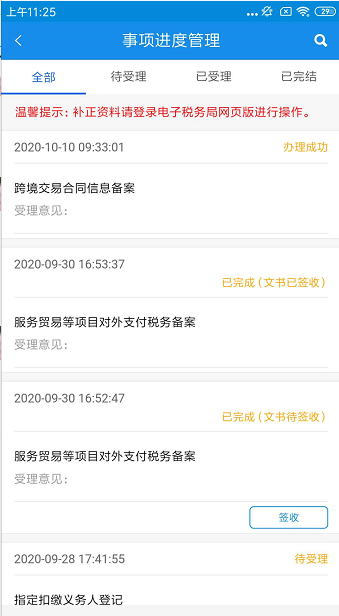 上午11:25
29
事项进度管理
全部 待受理 已受理 已完结
温馨提示：补正资料请登录电子税务局网页版进行操作。
2020-10-10 09:33:01 办理成功
跨境交易合同信息备案
受理意见：
2020-09-30 16:53:37
已完成(文书已签收)
服务贸易等项目对外支付税务备案
受理意见：
2020-09-30 16:52:47
已完成(文书待签收)
服务贸易等项目对外支付税务备案
受理意见：
签收
2020-09-28 17:41:55 待受理
指定扣缴义务人登记